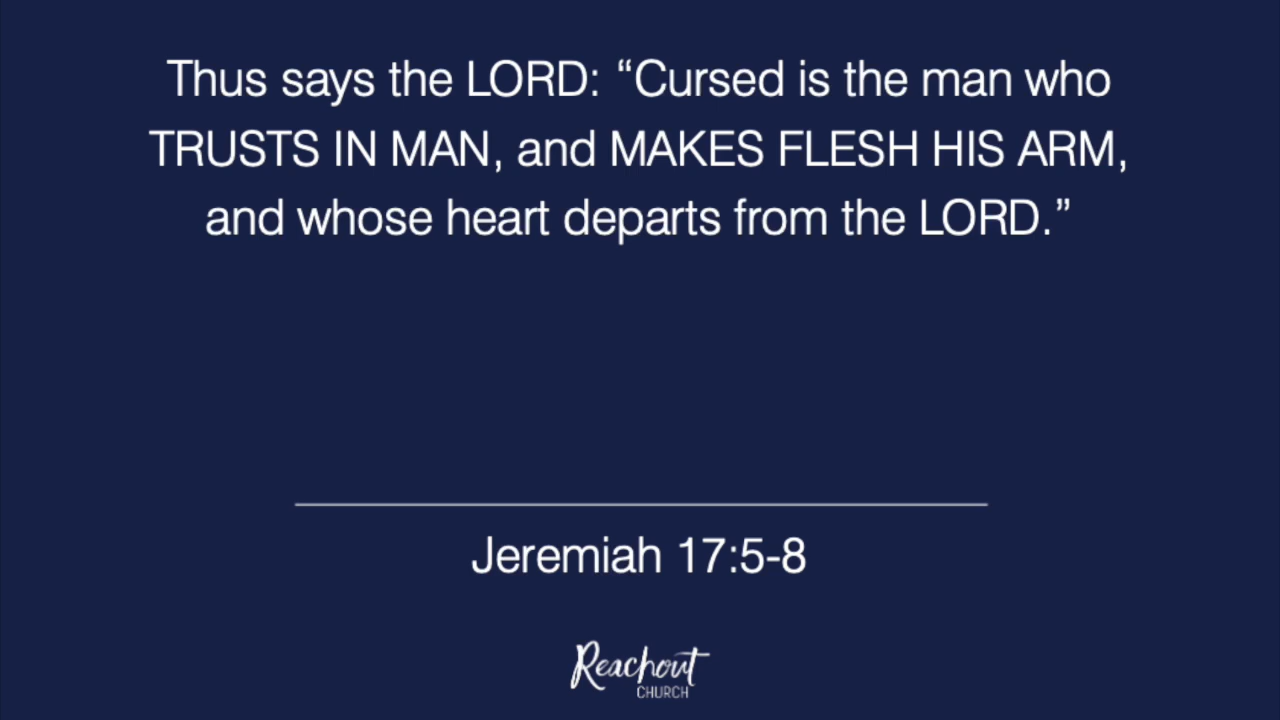 Thus says the LORD: “Cursed is the man who
TRUSTS IN MAN, and MAKES FLESH HIS ARM,
and whose heart departs from the LORD.”
Jeremiah 17:5-8
Reachout
CHURCH